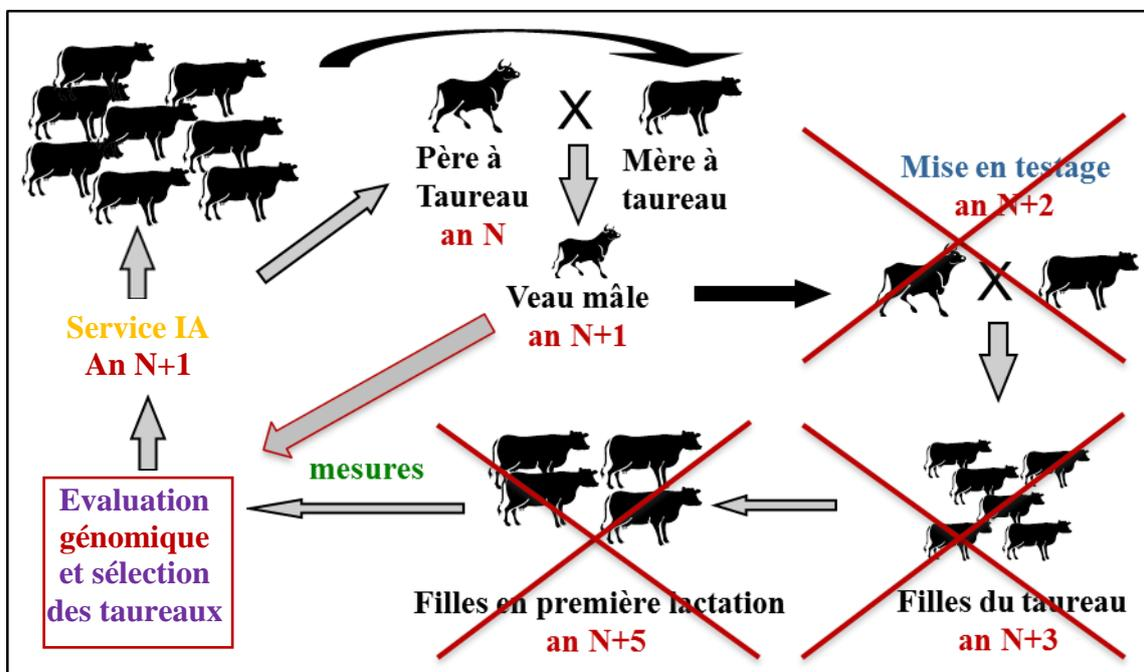 X
Père à
Taureau
an N
Mère à
taureau
Mise en testage
an N+2
X
Veau mâle
an N+1
Service IA
An N+1
mesures
Evaluation
génomique
et sélection
des taureaux
Filles en première lactation
an N+5
Filles du taureau
an N+3